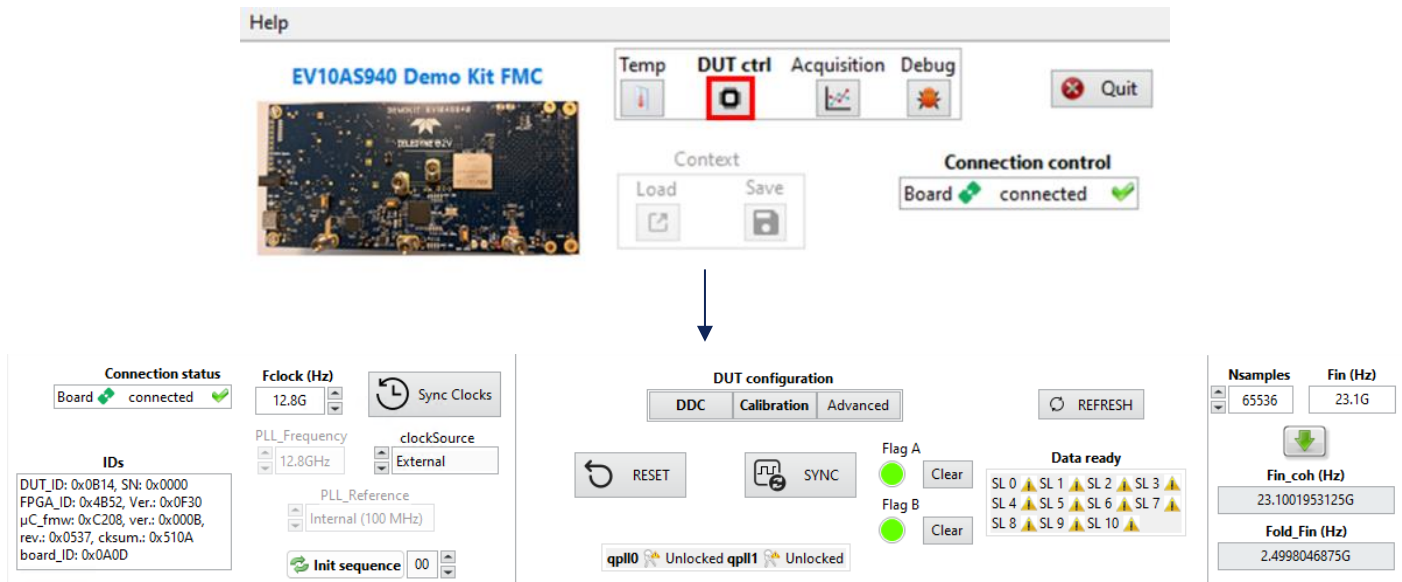 Help
EV10AS940 Demo Kit FMC
DEMOKIT EV10AS940
TELEDYNE e2v
Temp DUT ctrl Acquisition Debug
Quit
Context
Load Save
Connection control
Board connected
Connection status
Board connected
IDs
DUT_ID: 0x0B14, SN: 0x0000
FPGA_ID: 0x4B52, Ver.: 0x0F30
µC_fmw: 0xC208, ver.: 0x000B,
rev.: 0x0537, cksum.: 0x510A
board_ID: 0x0A0D
Fclock (Hz)
12.8G
Sync Clocks
PLL_Frequency
12.8GHz
clockSource
External
PLL_Reference
Internal (100 MHz)
Init sequence 00
DUT configuration
DDC Calibration Advanced
REFRESH
RESET
SYNC
Flag A
Clear
Flag B
Clear
Data ready
SL 0 SL 1 SL 2 SL 3
SL 4 SL 5 SL 6 SL 7
SL 8 SL 9 SL 10
qpll0 Unlocked qpll1 Unlocked
Nsamples Fin (Hz)
65536 23.1G
Fin_coh (Hz)
23.1001953125G
Fold_Fin (Hz)
2.4998046875G